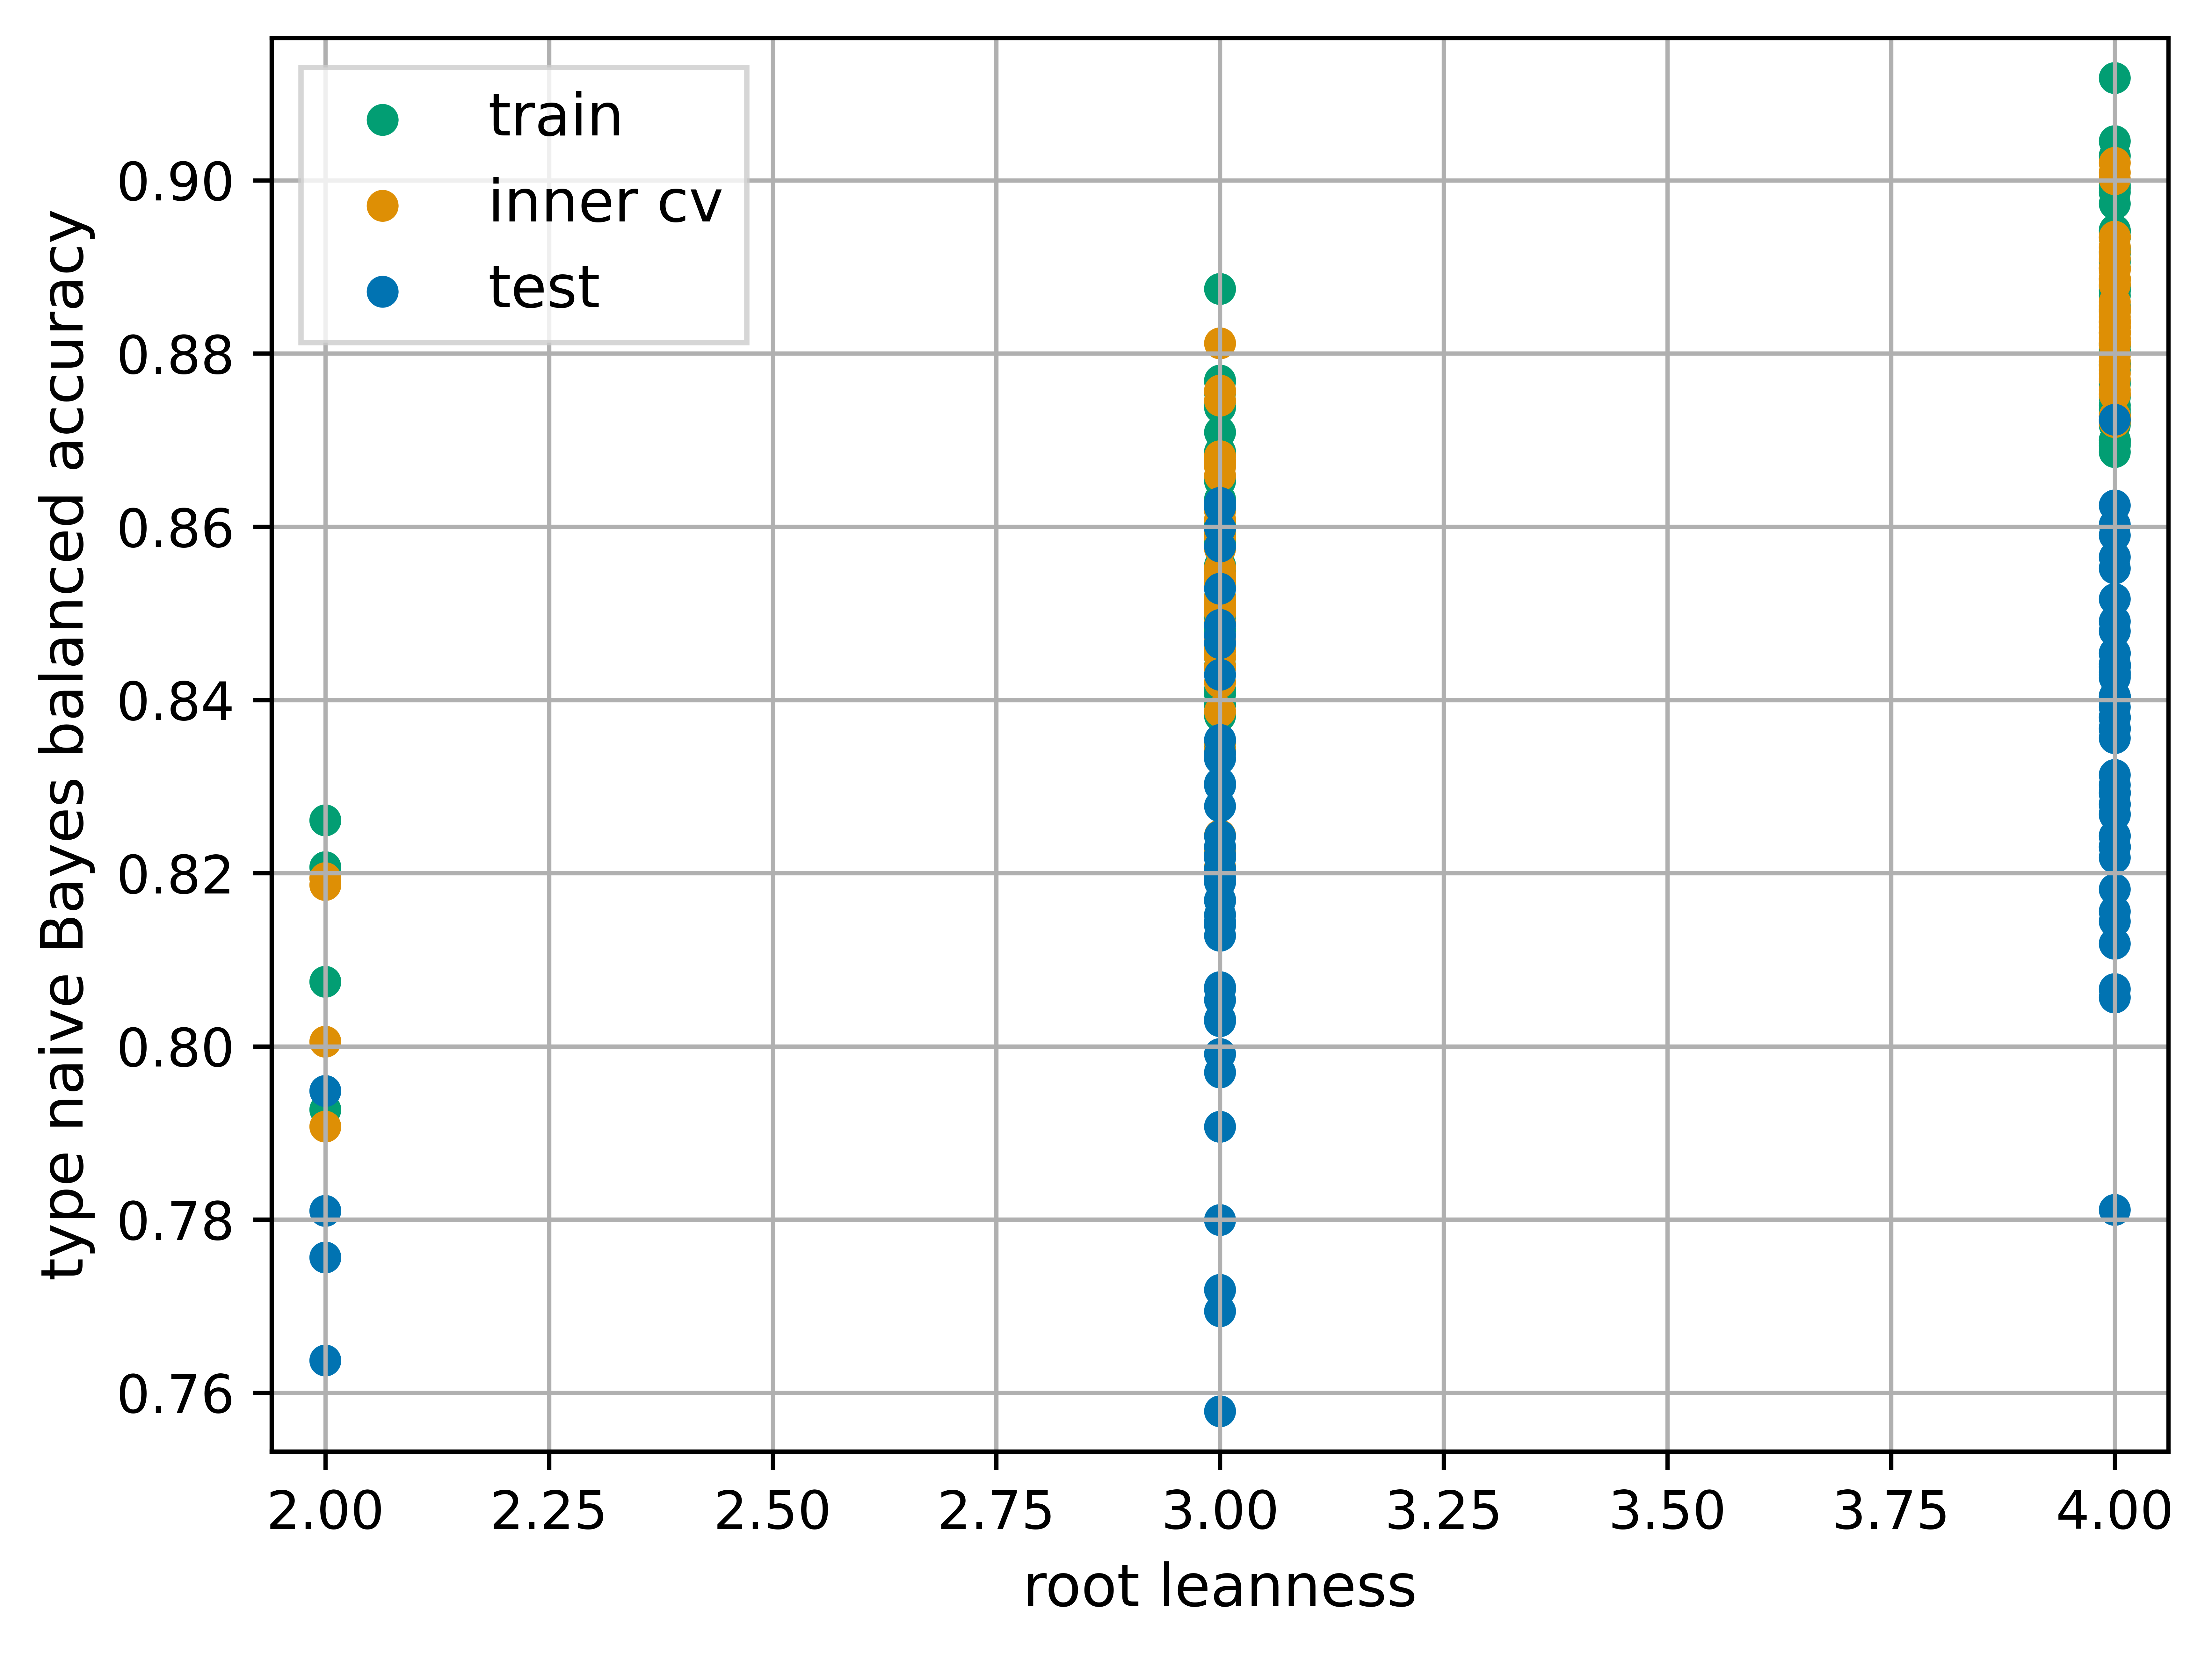 train
inner cv
test
type naive Bayes balanced accuracy
0.90
0.88
0.86
0.84
0.82
0.80
0.78
0.76
2.00 2.25 2.50 2.75 3.00 3.25 3.50 3.75 4.00
root leanness